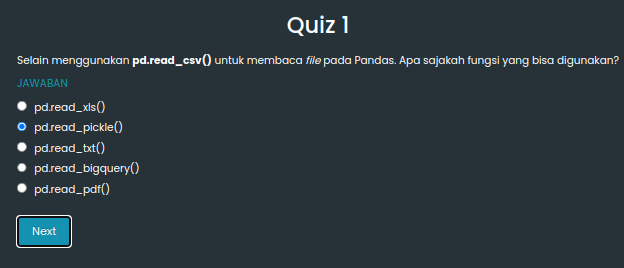 Quiz 1
Selain menggunakan pd.read_csv() untuk membaca file pada Pandas. Apa sajakah fungsi yang bisa digunakan?
JAWABAN
pd.read_xls()
pd.read_pickle()
pd.read_txt()
pd.read_bigquery()
pd.read_pdf()
Next